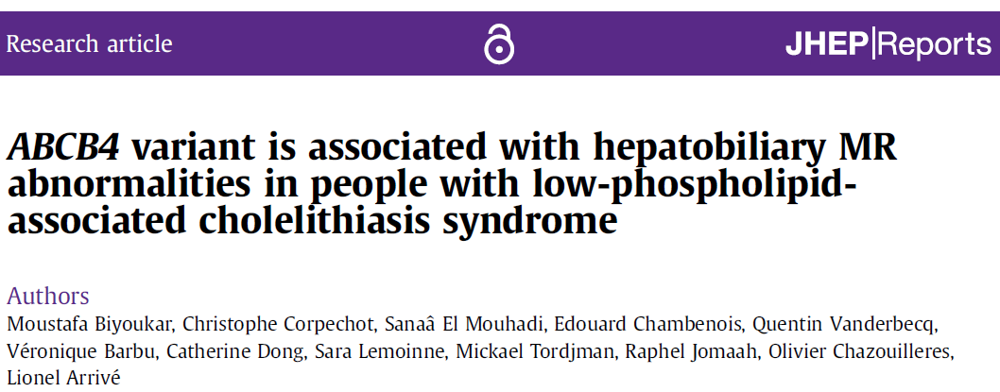 Research article
JHEP|Reports
ABCB4 variant is associated with hepatobiliary MR
abnormalities in people with low-phospholipid-
associated cholelithiasis syndrome
Authors
Moustafa Biyoukar, Christophe Corpechot, Sanaâ El Mouhadi, Edouard Chambenois, Quentin Vanderbecq,
Véronique Barbu, Catherine Dong, Sara Lemoinne, Mickael Tordjman, Raphel Jomaah, Olivier Chazouilleres,
Lionel Arrivé